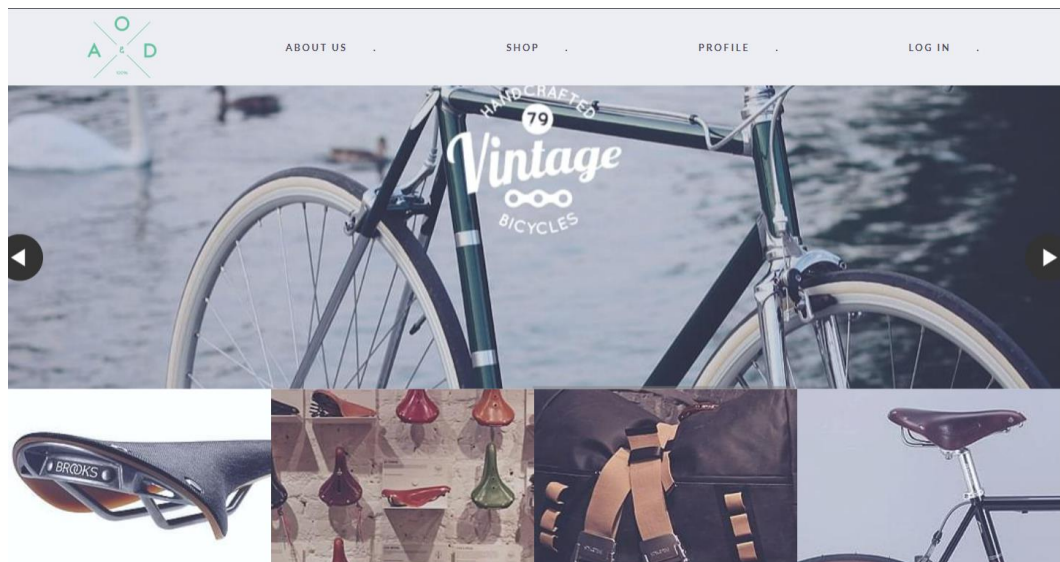 O
A & D
ABOUT US .
SHOP .
PROFILE .
LOG IN .
HANDCRAFTED
79
Vintage
BICYCLES
BROOKS